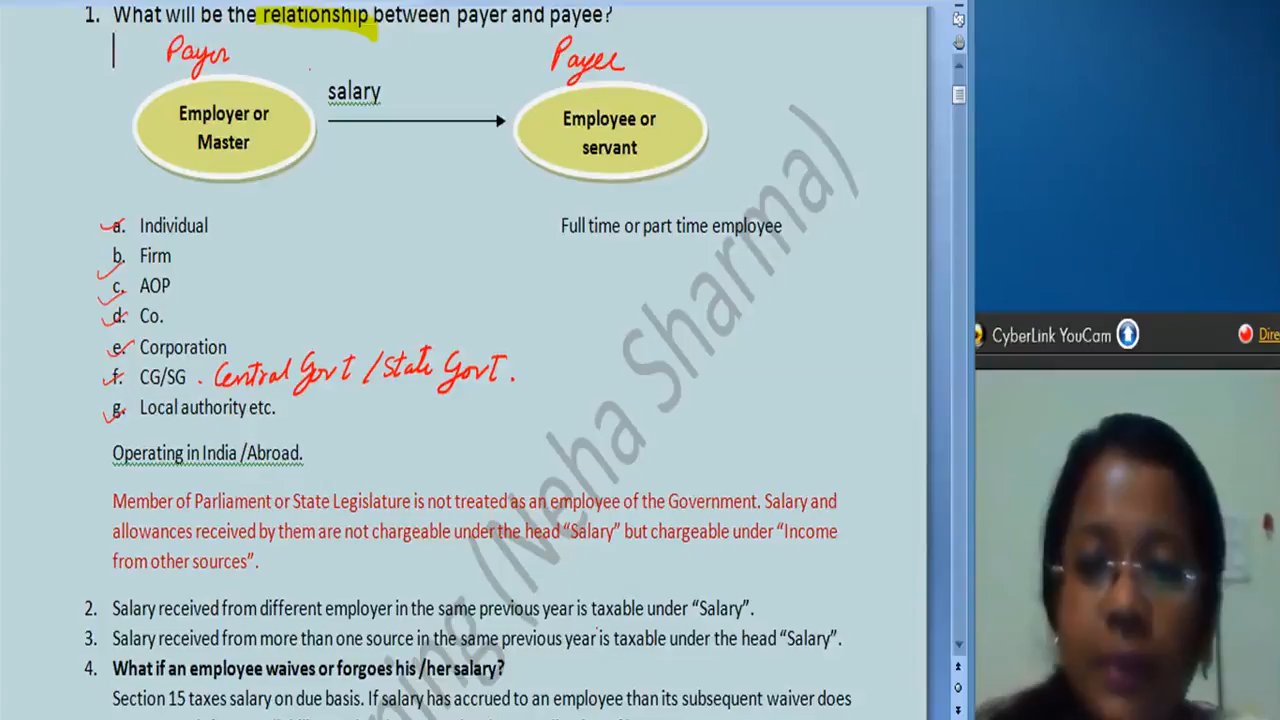 1. What will be the relationship between payer and payee?
Payer
Payee
salary
Employer or
Master
Employee or
servant
a. Individual
Full time or part time employee
b. Firm
c. AOP
d. Co.
e. Corporation
f. CG/SG . Central Govt / State Govt.
g. Local authority etc.
Operating in India /Abroad.
Member of Parliament or State Legislature is not treated as an employee of the Government. Salary and
allowances received by them are not chargeable under the head “Salary” but chargeable under “Income
from other sources”.
2. Salary received from different employer in the same previous year is taxable under “Salary”.
3. Salary received from more than one source in the same previous year is taxable under the head “Salary”.
4. What if an employee waives or forgoes his /her salary?
Section 15 taxes salary on due basis. If salary has accrued to an employee than its subsequent waiver does
ning (Neha Sharma)
CyberLink YouCam
Dire